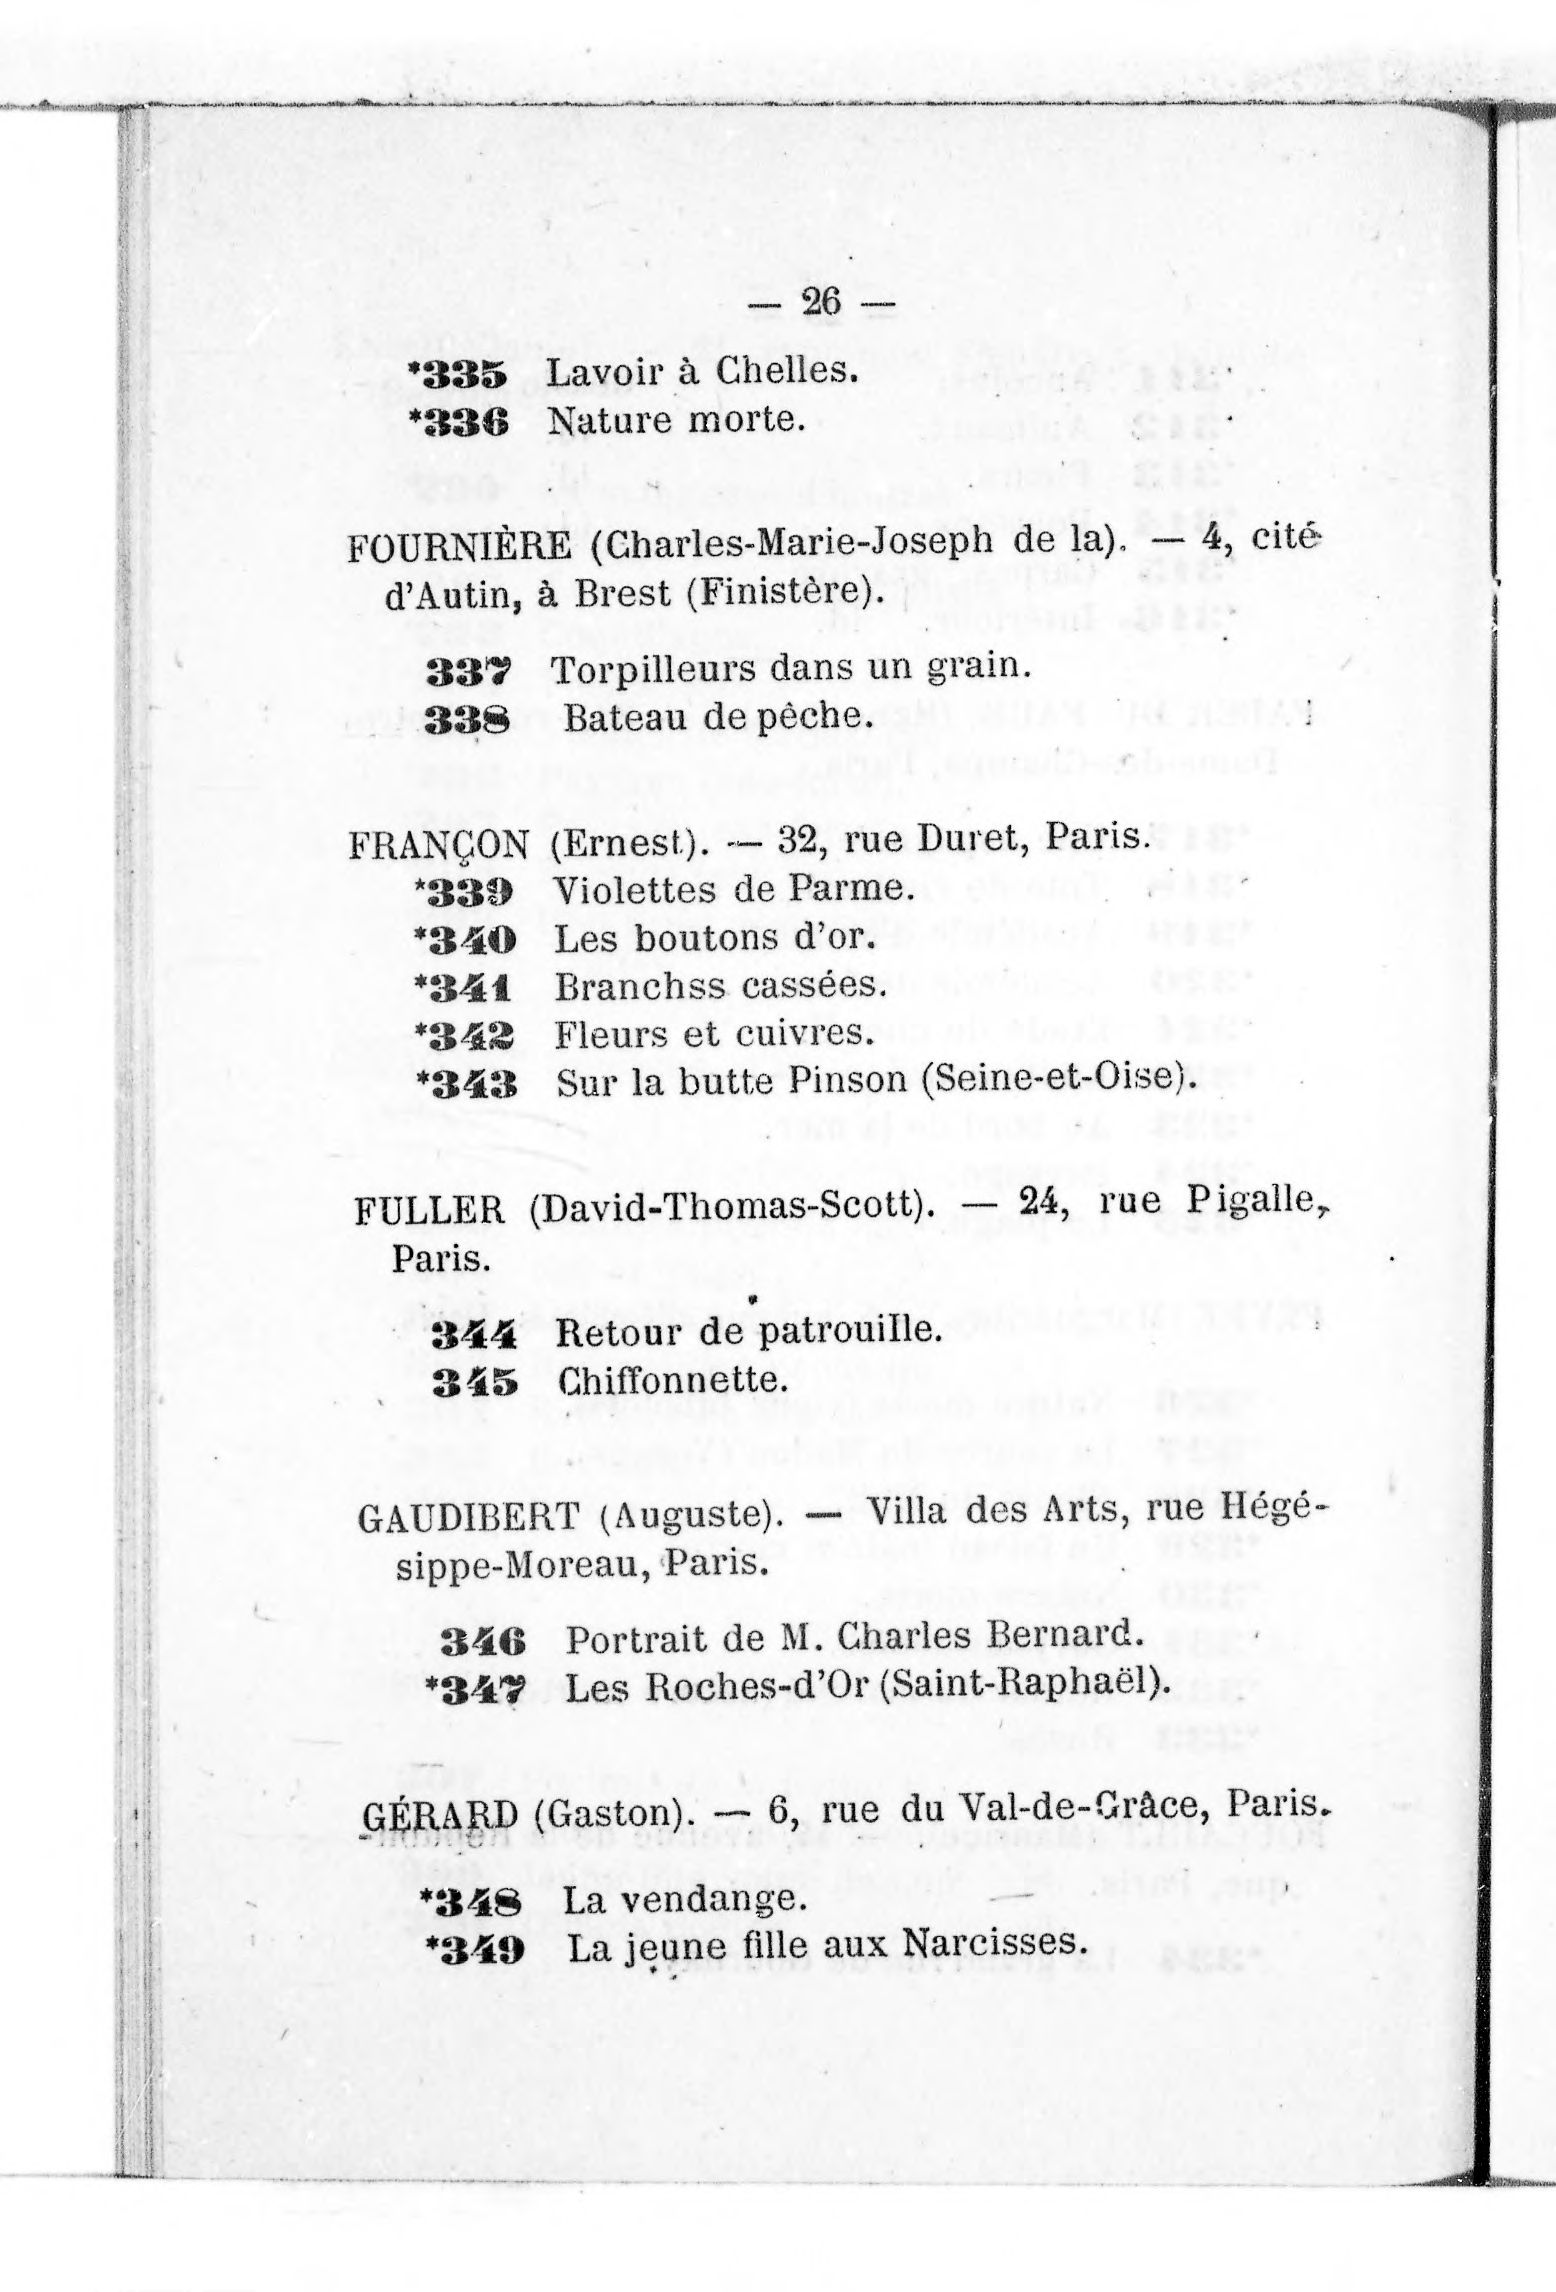 — 26 —
*335 Lavoir à Chelles.
*336 Nature morte.
FOURNIÈRE (Charles-Marie-Joseph de la). — 4, cité
d'Autin, à Brest (Finistère).
337 Torpilleurs dans un grain.
338 Bateau de pêche.
FRANÇON (Ernest). — 32, rue Duret, Paris.
*339 Violettes de Parme.
*340 Les boutons d'or.
*341 Branchss cassées.
*342 Fleurs et cuivres.
*343 Sur la butte Pinson (Seine-et-Oise).
FULLER (David-Thomas-Scott). — 24, rue Pigalle,
Paris.
344 Retour de patrouille.
345 Chiffonnette.
GAUDIBERT (Auguste). — Villa des Arts, rue Hégé-
sippe-Moreau, Paris.
346 Portrait de M. Charles Bernard.
*347 Les Roches-d'Or (Saint-Raphaël).
GÉRARD (Gaston). — 6, rue du Val-de-Grâce, Paris.
*348 La vendange.
*349 La jeune fille aux Narcisses.